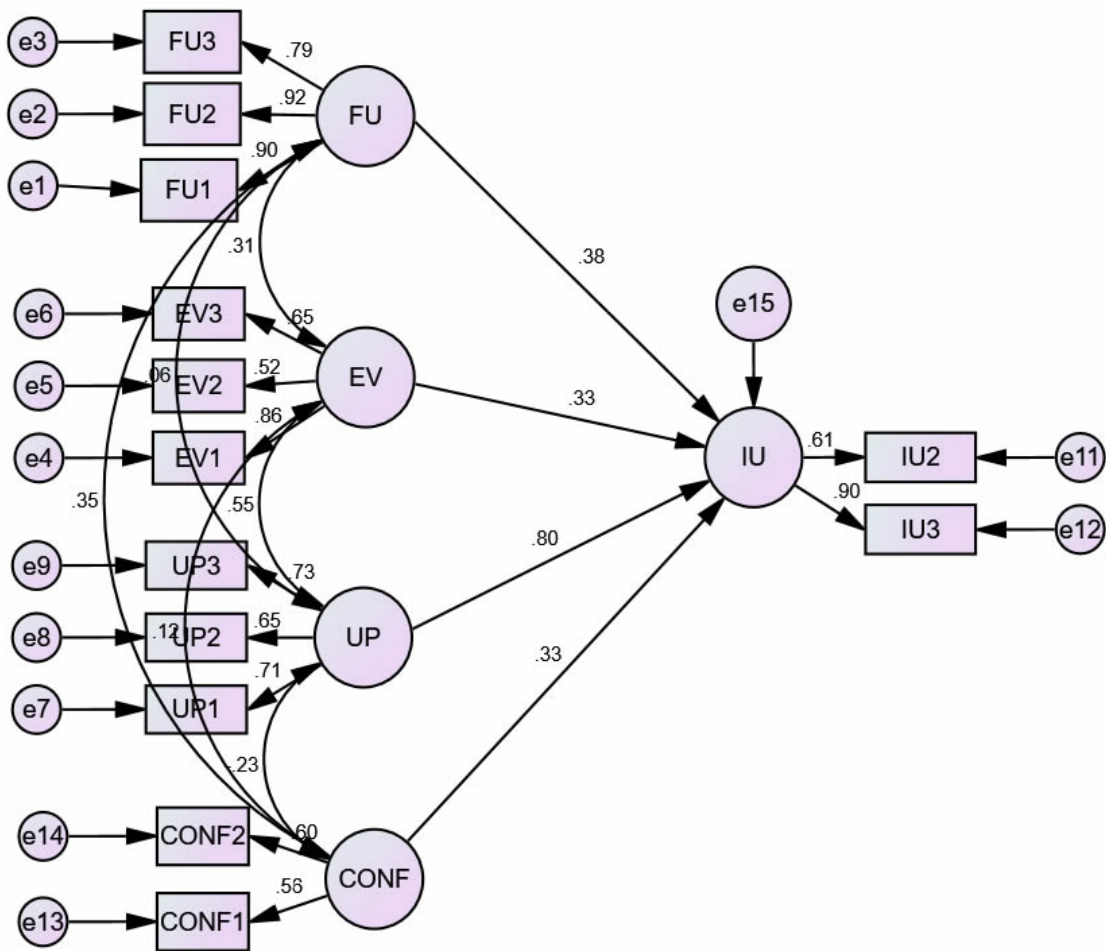 e3
FU3
.79
e2
FU2
.92
FU
e1
FU1
.90
.31
.38
e15
e6
EV3
.65
e5
.06
EV2
.52
EV
.33
e4
EV1
.86
IU
.61
IU2
e11
.90
IU3
e12
.35
.55
e9
UP3
.73
.80
e8
.12
UP2
.65
UP
e7
UP1
.71
.33
-.23
e14
CONF2
.60
CONF
e13
CONF1
.56